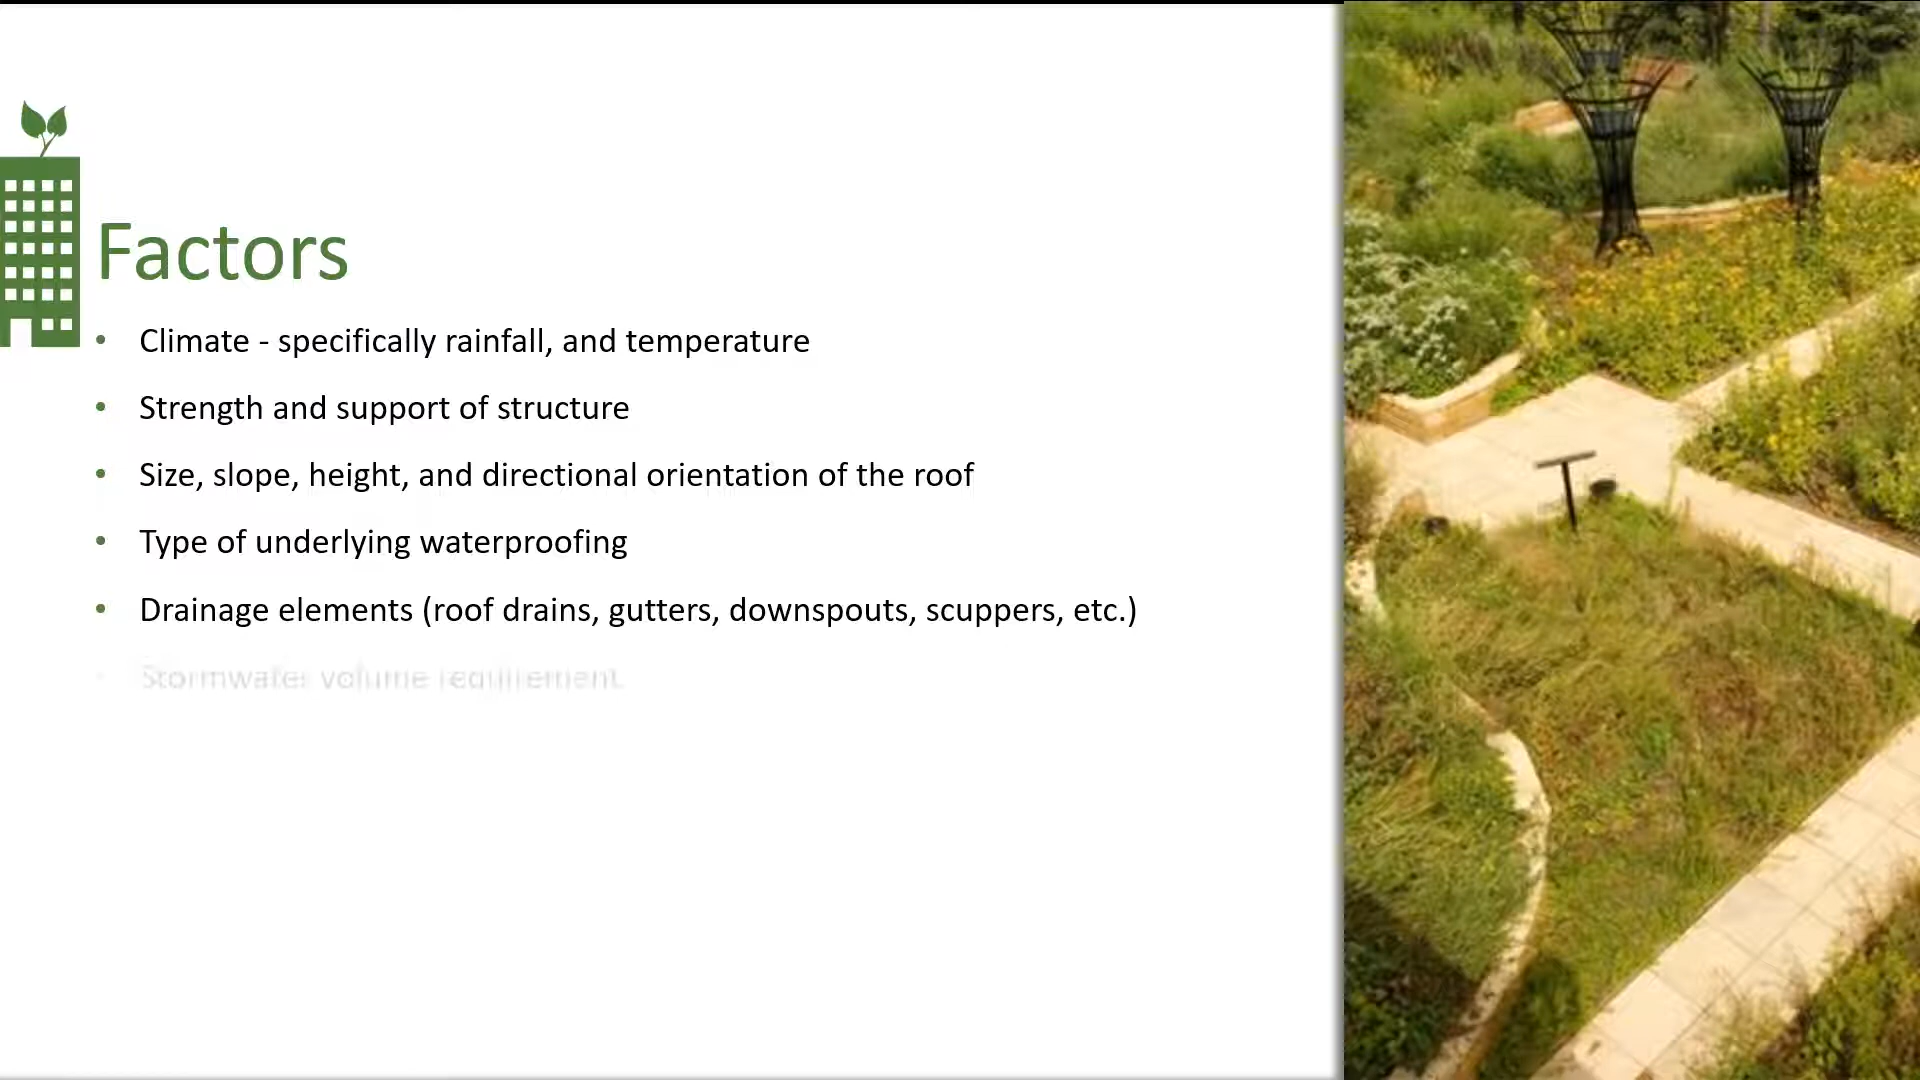 Factors
• Climate - specifically rainfall, and temperature
• Strength and support of structure
• Size, slope, height, and directional orientation of the roof
• Type of underlying waterproofing
• Drainage elements (roof drains, gutters, downspouts, scuppers, etc.)
• Stormwater volume requirement